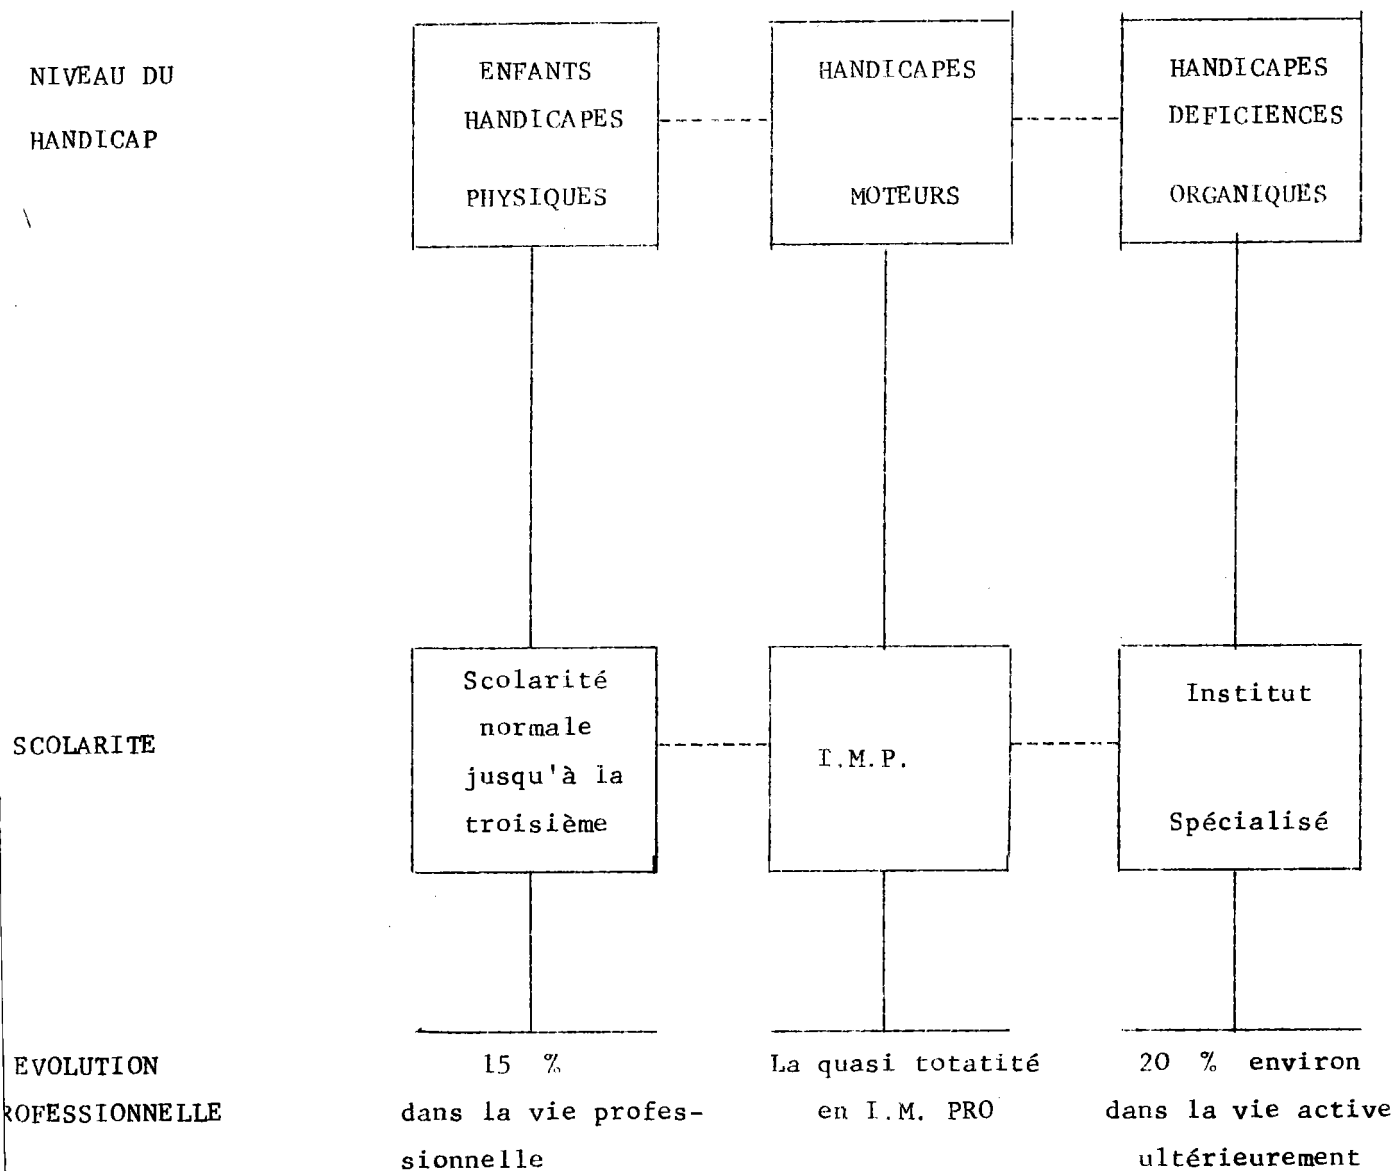 NIVEAU DU
HANDICAP
ENFANTS
HANDICAPES
PHYSIQUES
HANDICAPES
MOTEURS
HANDICAPES
DEFICIENCES
ORGANIQUES
SCOLARITE
Scolarité
normale
jusqu'à la
troisième
I.M.P.
Institut
Spécialisé
EVOLUTION
ROFESSIONNELLE
15 %
dans la vie profes-
sionnelle
La quasi totatité
en I.M. PRO
20 % environ
dans la vie active
ultérieurement